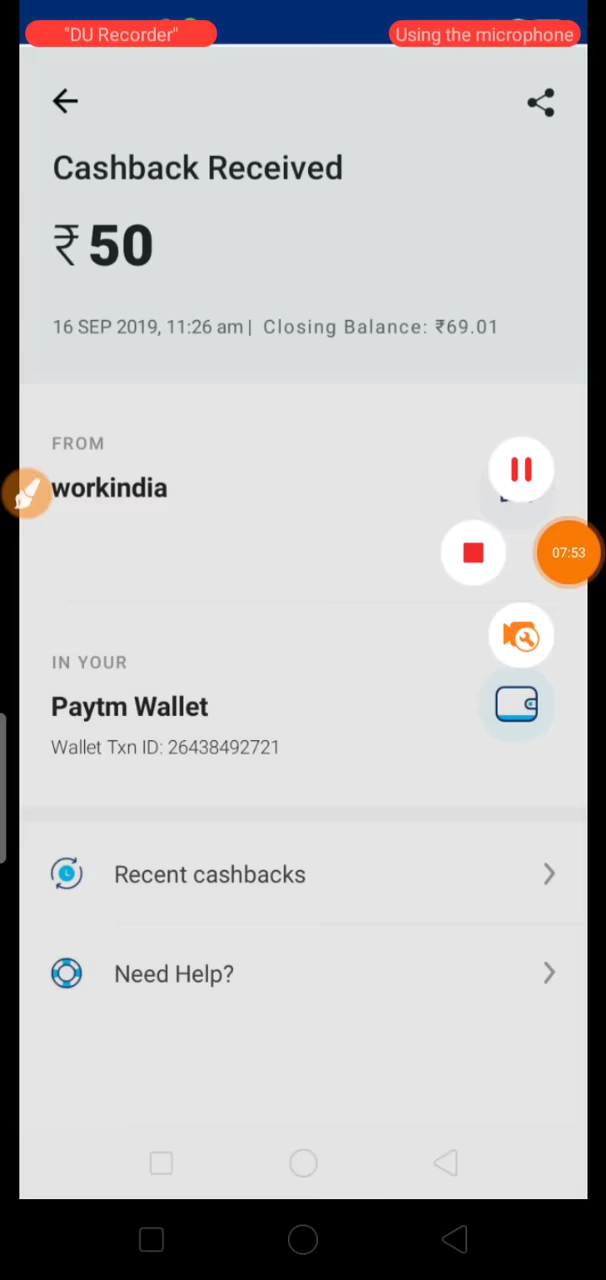 "DU Recorder"
Using the microphone
Cashback Received
₹50
16 SEP 2019, 11:26 am | Closing Balance: ₹69.01
FROM
workindia
07:53
IN YOUR
Paytm Wallet
Wallet Txn ID: 26438492721
Recent cashbacks
Need Help?